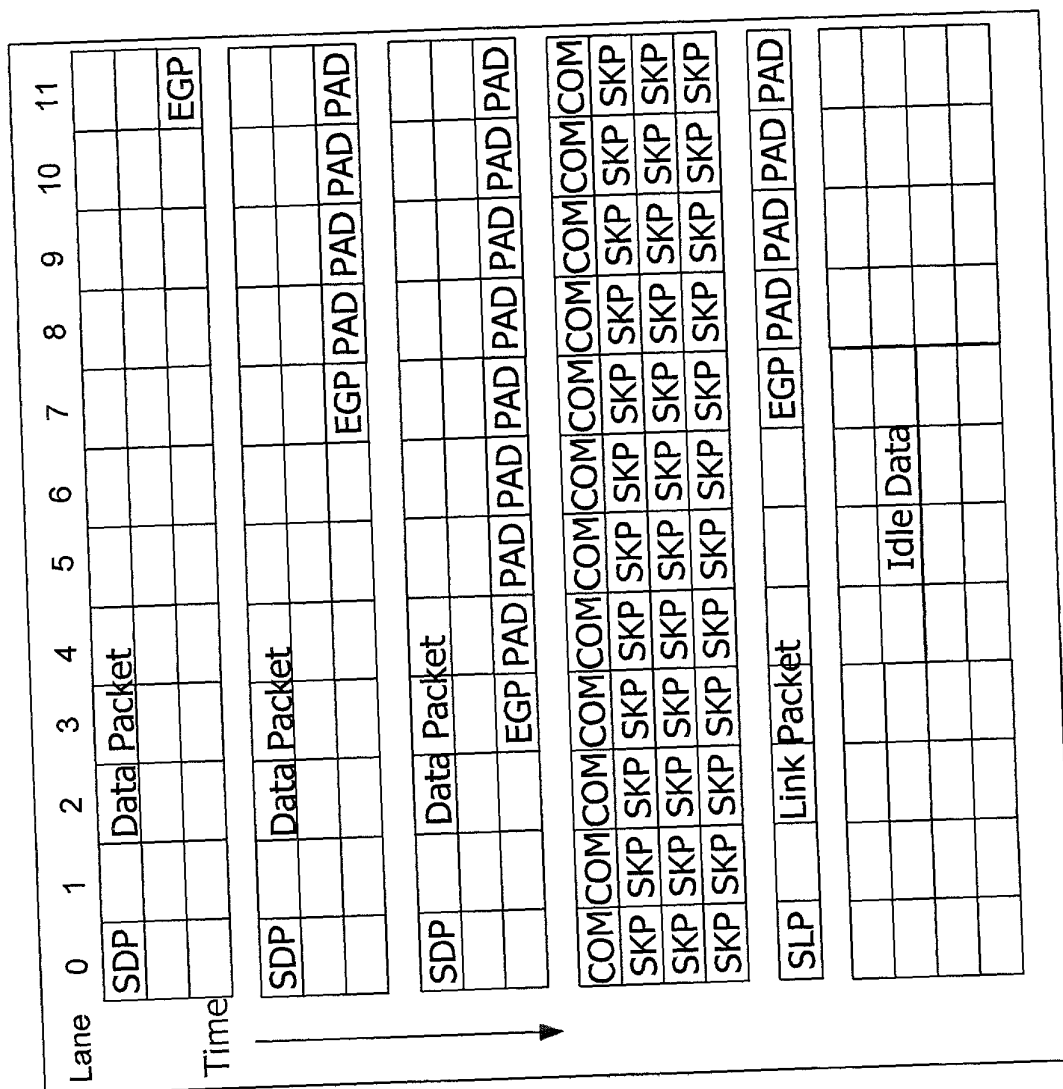 Lane 0 1 2 3 4 5 6 7 8 9 10 11
SDP Data Packet
EGP
Time
SDP Data Packet
EGP PAD PAD PAD PAD
SDP Data Packet
EGP PAD PAD PAD PAD PAD PAD PAD PAD
COM COM COM COM COM COM COM COM COM COM COM COM
SKP SKP SKP SKP SKP SKP SKP SKP SKP SKP SKP SKP
SKP SKP SKP SKP SKP SKP SKP SKP SKP SKP SKP SKP
SKP SKP SKP SKP SKP SKP SKP SKP SKP SKP SKP SKP
SLP Link Packet EGP PAD PAD PAD PAD
Idle Data